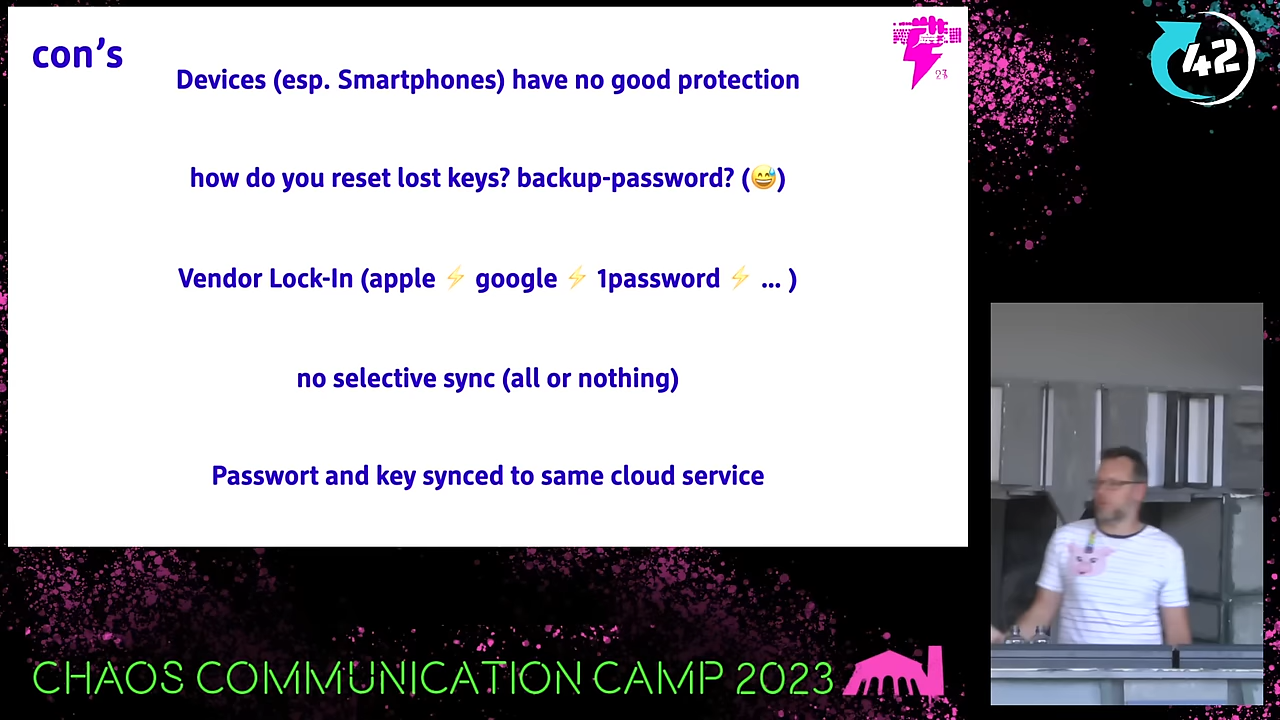 con’s
Devices (esp. Smartphones) have no good protection
how do you reset lost keys? backup-password? (😅)
Vendor Lock-In (apple ⚡ google ⚡ 1password ⚡ ... )
no selective sync (all or nothing)
Passwort and key synced to same cloud service
23
42
CHAOS COMMUNICATION CAMP 2023